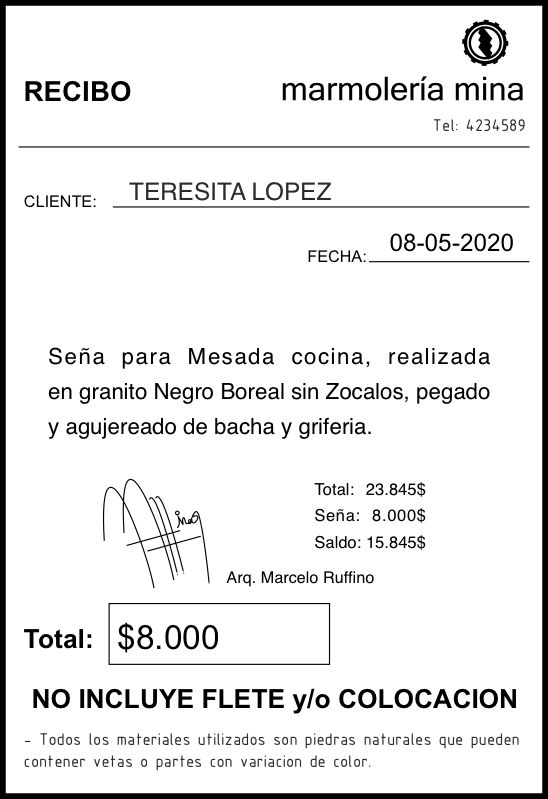 RECIBO
marmolería mina
Tel: 4234589
CLIENTE: TERESITA LOPEZ
FECHA: 08-05-2020
Seña para Mesada cocina, realizada
en granito Negro Boreal sin Zocalos, pegado
y agujereado de bacha y griferia.
Total: 23.845$
Seña: 8.000$
Saldo: 15.845$
Arq. Marcelo Ruffino
Total: $8.000
NO INCLUYE FLETE y/o COLOCACION
- Todos los materiales utilizados son piedras naturales que pueden
contener vetas o partes con variacion de color.